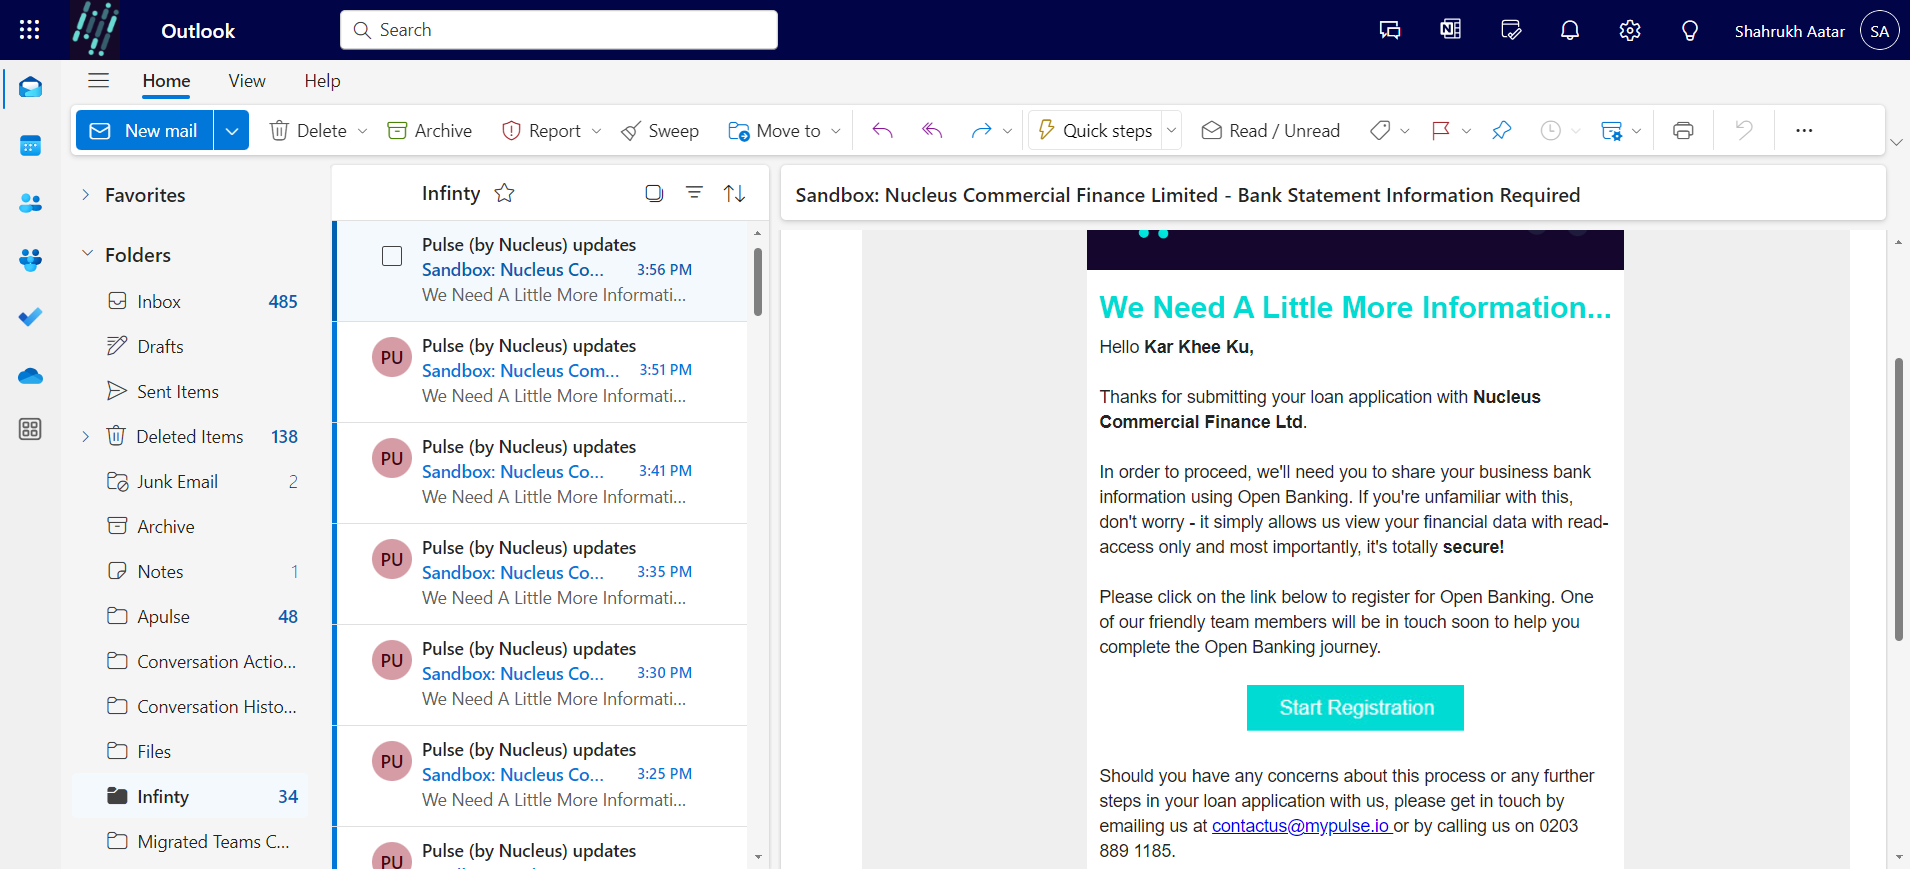 Outlook
Search
Shahrukh Aatar
SA
Home
View
Help
New mail
Delete
Archive
Report
Sweep
Move to
Quick steps
Read / Unread
Favorites
Folders
Inbox 485
Drafts
Sent Items
Deleted Items 138
Junk Email 2
Archive
Notes 1
Apulse 48
Conversation Actio...
Conversation Histo...
Files
Infinty 34
Migrated Teams C...
Infinty
Pulse (by Nucleus) updates
Sandbox: Nucleus Co... 3:56 PM
We Need A Little More Informati...
PU
Pulse (by Nucleus) updates
Sandbox: Nucleus Com... 3:51 PM
We Need A Little More Informati...
PU
Pulse (by Nucleus) updates
Sandbox: Nucleus Co... 3:41 PM
We Need A Little More Informati...
PU
Pulse (by Nucleus) updates
Sandbox: Nucleus Co... 3:35 PM
We Need A Little More Informati...
PU
Pulse (by Nucleus) updates
Sandbox: Nucleus Co... 3:30 PM
We Need A Little More Informati...
PU
Pulse (by Nucleus) updates
Sandbox: Nucleus Co... 3:25 PM
We Need A Little More Informati...
PU
Pulse (by Nucleus) updates
Sandbox: Nucleus Commercial Finance Limited - Bank Statement Information Required
We Need A Little More Information...
Hello Kar Khee Ku,
Thanks for submitting your loan application with Nucleus
Commercial Finance Ltd.
In order to proceed, we'll need you to share your business bank
information using Open Banking. If you're unfamiliar with this,
don't worry - it simply allows us view your financial data with read-
access only and most importantly, it's totally secure!
Please click on the link below to register for Open Banking. One
of our friendly team members will be in touch soon to help you
complete the Open Banking journey.
Start Registration
Should you have any concerns about this process or any further
steps in your loan application with us, please get in touch by
emailing us at contactus@mypulse.io or by calling us on 0203
889 1185.